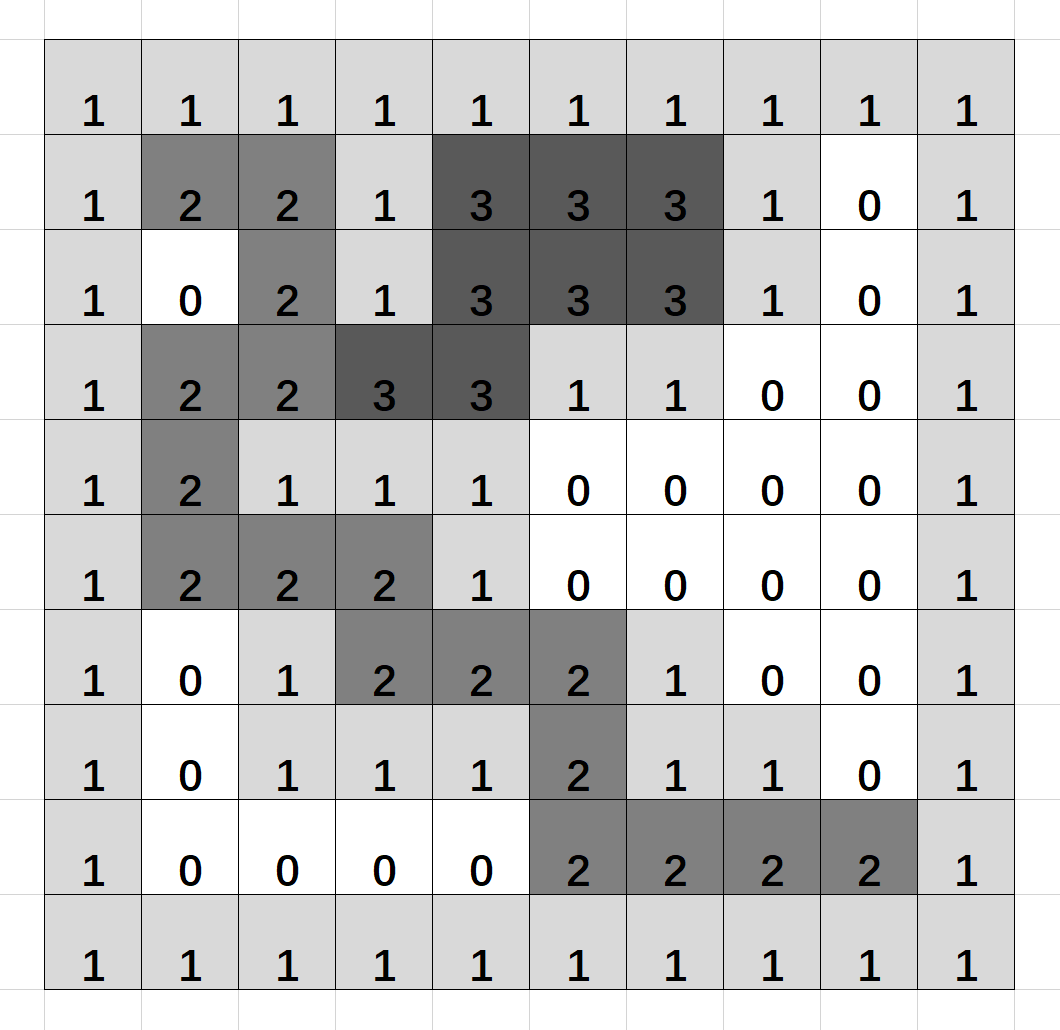 1 1 1 1 1 1 1 1 1 1
1 2 2 1 3 3 3 1 0 1
1 0 2 1 3 3 3 1 0 1
1 2 2 3 3 1 1 0 0 1
1 2 1 1 1 0 0 0 0 1
1 2 2 2 1 0 0 0 0 1
1 0 1 2 2 2 1 0 0 1
1 0 1 1 1 2 1 1 0 1
1 0 0 0 0 2 2 2 2 1
1 1 1 1 1 1 1 1 1 1